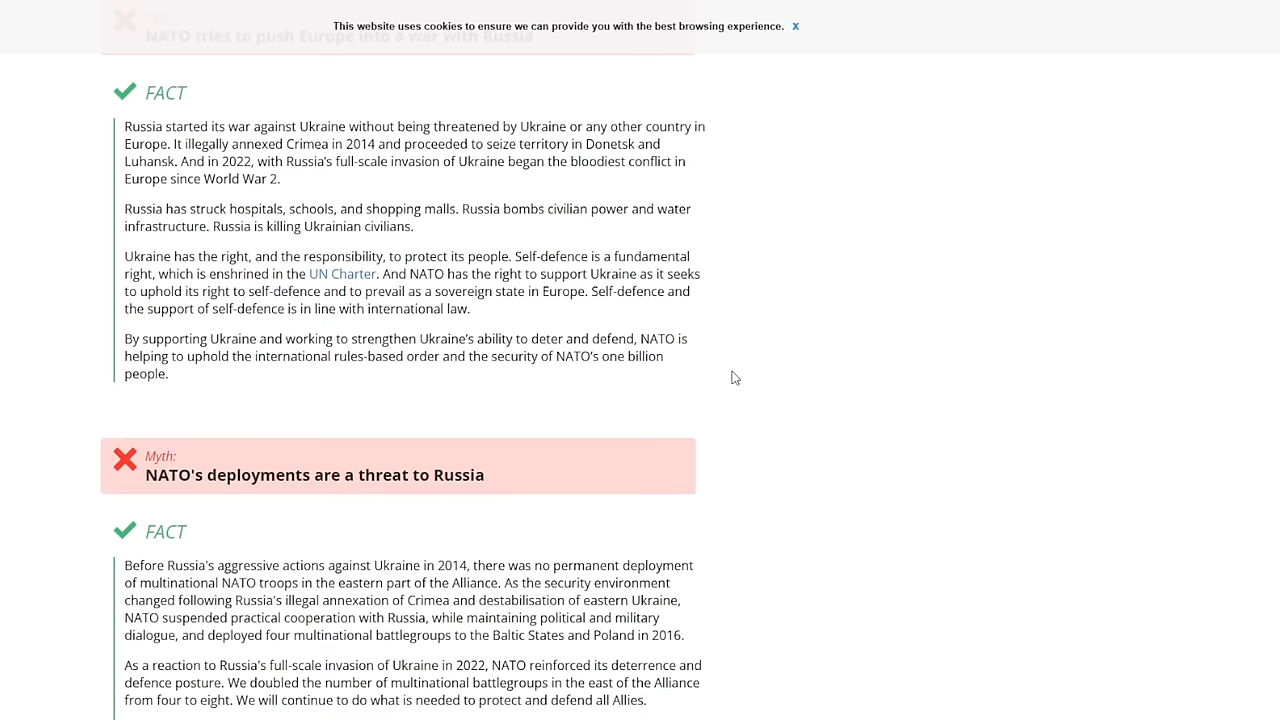 This website uses cookies to ensure we can provide you with the best browsing experience. x
NATO tries to push Europe into a war with Russia
FACT
Russia started its war against Ukraine without being threatened by Ukraine or any other country in
Europe. It illegally annexed Crimea in 2014 and proceeded to seize territory in Donetsk and
Luhansk. And in 2022, with Russia’s full-scale invasion of Ukraine began the bloodiest conflict in
Europe since World War 2.
Russia has struck hospitals, schools, and shopping malls. Russia bombs civilian power and water
infrastructure. Russia is killing Ukrainian civilians.
Ukraine has the right, and the responsibility, to protect its people. Self-defence is a fundamental
right, which is enshrined in the UN Charter. And NATO has the right to support Ukraine as it seeks
to uphold its right to self-defence and to prevail as a sovereign state in Europe. Self-defence and
the support of self-defence is in line with international law.
By supporting Ukraine and working to strengthen Ukraine’s ability to deter and defend, NATO is
helping to uphold the international rules-based order and the security of NATO’s one billion
people.
Myth:
NATO's deployments are a threat to Russia
FACT
Before Russia's aggressive actions against Ukraine in 2014, there was no permanent deployment
of multinational NATO troops in the eastern part of the Alliance. As the security environment
changed following Russia's illegal annexation of Crimea and destabilisation of eastern Ukraine,
NATO suspended practical cooperation with Russia, while maintaining political and military
dialogue, and deployed four multinational battlegroups to the Baltic States and Poland in 2016.
As a reaction to Russia's full-scale invasion of Ukraine in 2022, NATO reinforced its deterrence and
defence posture. We doubled the number of multinational battlegroups in the east of the Alliance
from four to eight. We will continue to do what is needed to protect and defend all Allies.